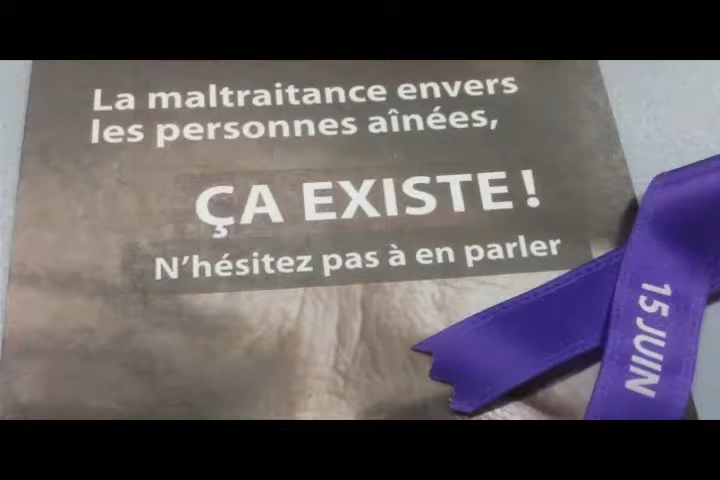 La maltraitance envers
les personnes aînées,
ÇA EXISTE !
N'hésitez pas à en parler
15 JUIN